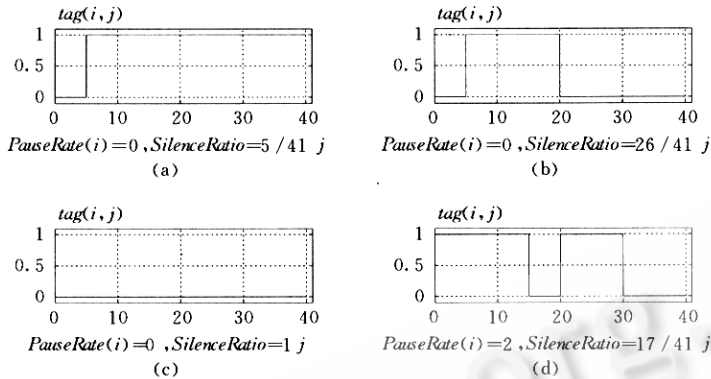 tag(i,j)
1
0.5
0
0 10 20 30 40
PauseRate(i)=0 ,SilenceRatio=5 /41 j
(a)
tag(i,j)
1
0.5
0
0 10 20 30 40
PauseRate(i)=0 ,SilenceRatio=26 / 41 j
(b)
tag(i,j)
1
0.5
0
0 10 20 30 40
PauseRate(i)=0 ,SilenceRatio=1 j
(c)
tag(i,j)
1
0.5
0
0 10 20 30 40
PauseRate(i)=2 ,SilenceRatio=17 / 41 j
(d)